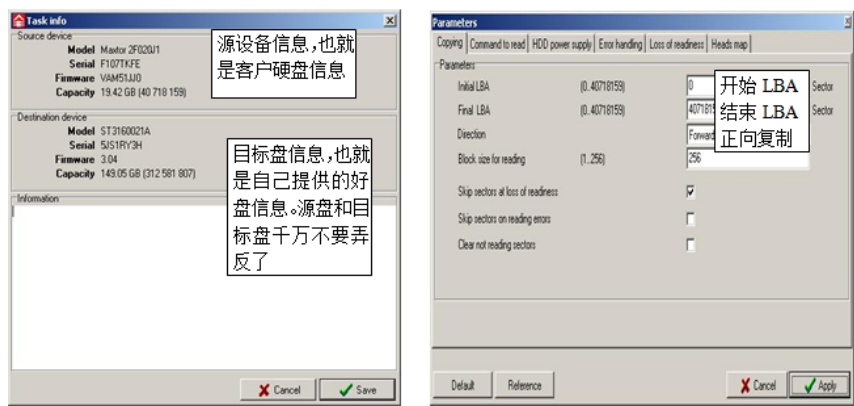 Task info
Source device
Model Maxtor 2F020J1
Serial F107TKFE
Firmware VAM51JJ0
Capacity 19.42 GB (40 718 159)
源设备信息,也就
是客户硬盘信息
Destination device
Model ST3160021A
Serial 5JS1RY3H
Firmware 3.04
Capacity 149.05 GB (312 581 807)
目标盘信息,也就
是自己提供的好
盘信息。源盘和目
标盘千万不要弄
反了
Information
Cancel
Save
Parameters
Copying
Command to read
HDD power supply
Error handling
Loss of readiness
Heads map
Parameters
Initial LBA (0..40718159) 0 Sector
Final LBA (0..40718159) 407181 Sector
Direction Forward
Block size for reading (1..256) 256
开始 LBA
结束 LBA
正向复制
Skip sectors at loss of readiness
Skip sectors on reading errors
Clear not reading sectors
Default
Reference
Cancel
Apply